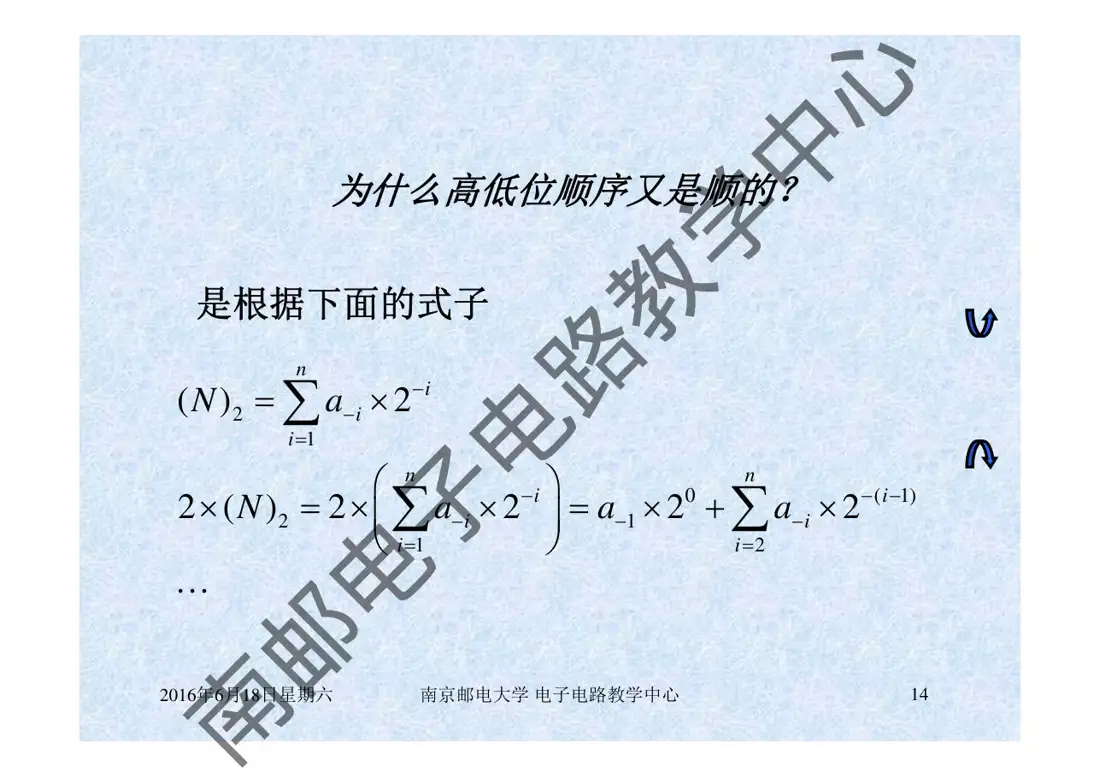 为什么高低位顺序又是顺的？
是根据下面的式子
(N)₂ = ∑_{i=1}^{n} a₋ᵢ × 2⁻ⁱ
2×(N)₂ = 2×(∑_{i=1}^{n} a₋ᵢ × 2⁻ⁱ) = a₋₁ × 2⁰ + ∑_{i=2}^{n} a₋ᵢ × 2^{−(i−1)}
…
2016年6月18日星期六 南京邮电大学 电子电路教学中心 14
南邮电子电路教学中心